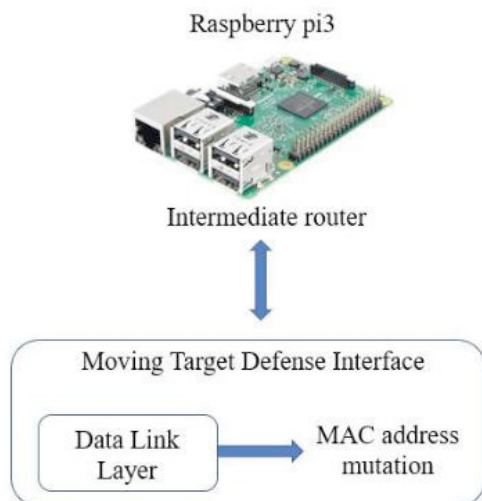 Raspberry pi3
Intermediate router
Moving Target Defense Interface
Data Link
Layer
MAC address
mutation